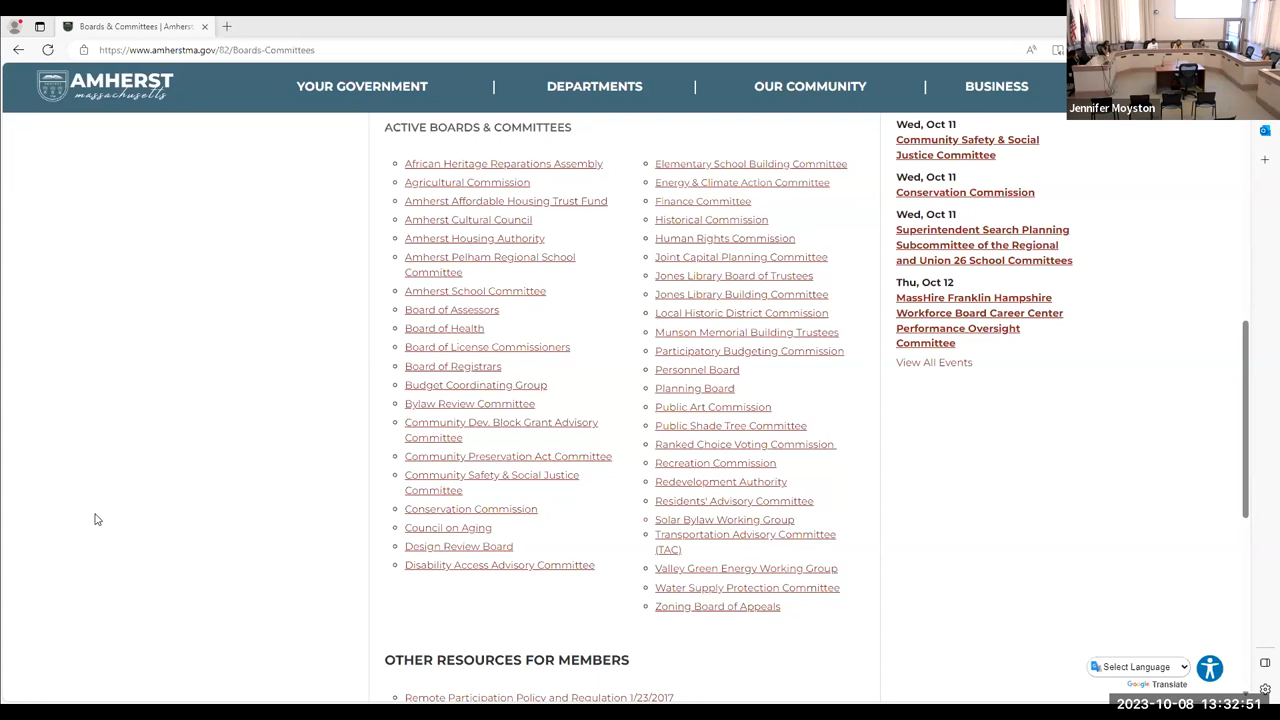 Boards & Committees | Amherst
https://www.amherstma.gov/82/Boards-Committees
AMHERST
massachusetts
YOUR GOVERNMENT
DEPARTMENTS
OUR COMMUNITY
BUSINESS
Jennifer Moyston
ACTIVE BOARDS & COMMITTEES
African Heritage Reparations Assembly
Agricultural Commission
Amherst Affordable Housing Trust Fund
Amherst Cultural Council
Amherst Housing Authority
Amherst Pelham Regional School
Committee
Amherst School Committee
Board of Assessors
Board of Health
Board of License Commissioners
Board of Registrars
Budget Coordinating Group
Bylaw Review Committee
Community Dev. Block Grant Advisory
Committee
Community Preservation Act Committee
Community Safety & Social Justice
Committee
Conservation Commission
Council on Aging
Design Review Board
Disability Access Advisory Committee
Elementary School Building Committee
Energy & Climate Action Committee
Finance Committee
Historical Commission
Human Rights Commission
Joint Capital Planning Committee
Jones Library Board of Trustees
Jones Library Building Committee
Local Historic District Commission
Munson Memorial Building Trustees
Participatory Budgeting Commission
Personnel Board
Planning Board
Public Art Commission
Public Shade Tree Committee
Ranked Choice Voting Commission
Recreation Commission
Redevelopment Authority
Residents' Advisory Committee
Solar Bylaw Working Group
Transportation Advisory Committee
(TAC)
Valley Green Energy Working Group
Water Supply Protection Committee
Zoning Board of Appeals
Wed, Oct 11
Community Safety & Social
Justice Committee
Wed, Oct 11
Conservation Commission
Wed, Oct 11
Superintendent Search Planning
Subcommittee of the Regional
and Union 26 School Committees
Thu, Oct 12
MassHire Franklin Hampshire
Workforce Board Career Center
Performance Oversight
Committee
View All Events
OTHER RESOURCES FOR MEMBERS
Remote Participation Policy and Regulation 1/23/2017
Select Language
Google Translate
2023-10-08 13:32:51